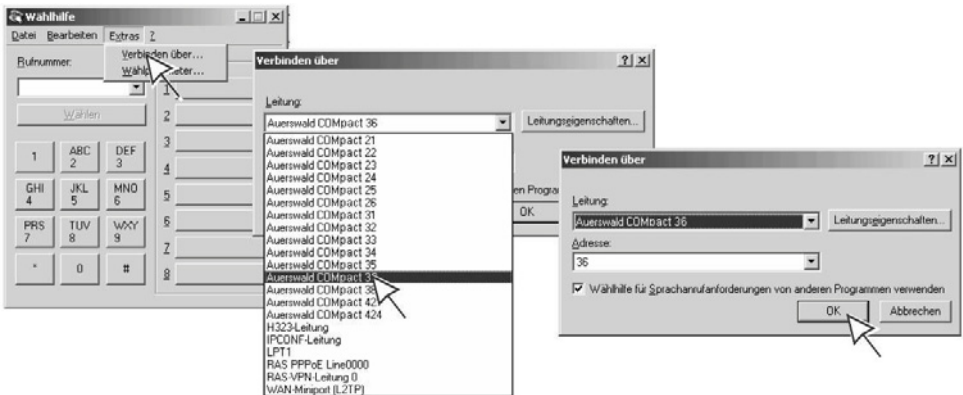 Wählhilfe
Datei Bearbeiten Extras ?
Verbinden über...
Rufnummer:
Wählen
1
ABC 2
DEF 3
GHI 4
JKL 5
MNO 6
PRS 7
TUV 8
WXY 9
*
0
#
1
2
3
4
5
6
7
8
Verbinden über
Leitung:
Auerswald COMpact 36
Leitungseigenschaften...
Auerswald COMpact 21
Auerswald COMpact 22
Auerswald COMpact 23
Auerswald COMpact 24
Auerswald COMpact 25
Auerswald COMpact 26
Auerswald COMpact 31
Auerswald COMpact 32
Auerswald COMpact 33
Auerswald COMpact 34
Auerswald COMpact 35
Auerswald COMpact
Auerswald COMpact 38
Auerswald COMpact 42
Auerswald COMpact 424
H323-Leitung
IPCONF-Leitung
LPT1
RAS PPPoE Line0000
RAS-VPN-Leitung 0
WAN-Miniport (L2TP)
OK
Verbinden über
Leitung:
Auerswald COMpact 36
Leitungseigenschaften...
Adresse:
36
Wählhilfe für Sprachanrufanforderungen von anderen Programmen verwenden
OK
Abbrechen